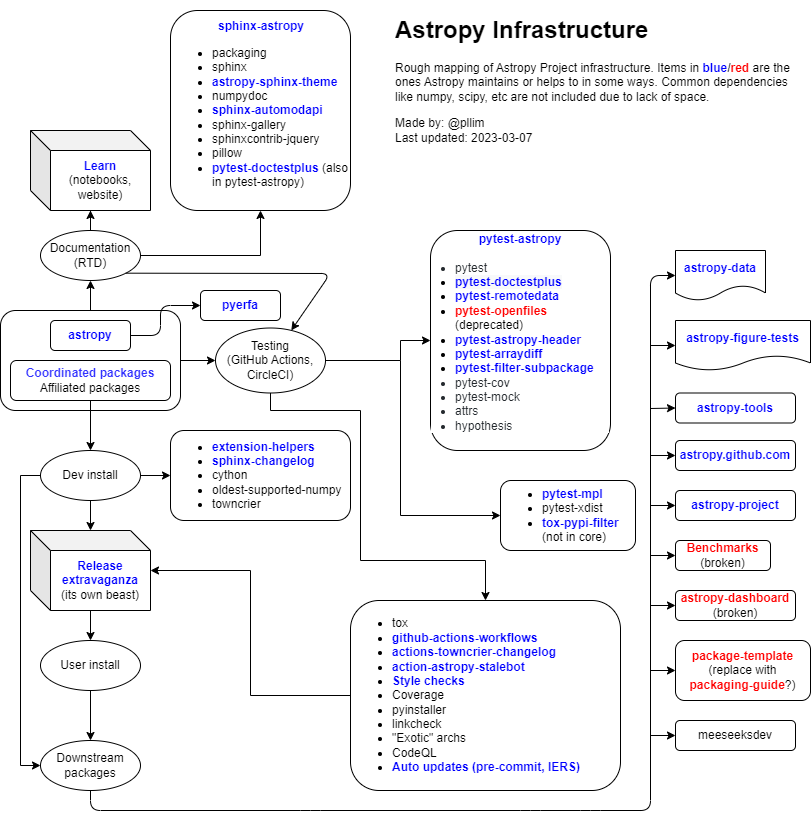 Astropy Infrastructure
Rough mapping of Astropy Project infrastructure. Items in blue/red are the
ones Astropy maintains or helps to in some ways. Common dependencies
like numpy, scipy, etc are not included due to lack of space.
Made by: @pllim
Last updated: 2023-03-07
sphinx-astropy
packaging
sphinx
astropy-sphinx-theme
numpydoc
sphinx-automodapi
sphinx-gallery
sphinxcontrib-jquery
pillow
pytest-doctestplus (also
in pytest-astropy)
Learn
(notebooks,
website)
Documentation
(RTD)
astropy
pyerfa
Coordinated packages
Affiliated packages
Testing
(GitHub Actions,
CircleCI)
pytest-astropy
pytest
pytest-doctestplus
pytest-remotedata
pytest-openfiles
(deprecated)
pytest-astropy-header
pytest-arraydiff
pytest-filter-subpackage
pytest-cov
pytest-mock
attrs
hypothesis
Dev install
extension-helpers
sphinx-changelog
cython
oldest-supported-numpy
towncrier
pytest-mpl
pytest-xdist
tox-pypi-filter
(not in core)
Release
extravaganza
(its own beast)
User install
Downstream
packages
tox
github-actions-workflows
actions-towncrier-changelog
action-astropy-stalebot
Style checks
Coverage
pyinstaller
linkcheck
"Exotic" archs
CodeQL
Auto updates (pre-commit, IERS)
astropy-data
astropy-figure-tests
astropy-tools
astropy.github.com
astropy-project
Benchmarks
(broken)
astropy-dashboard
(broken)
package-template
(replace with
packaging-guide?)
meeseeksdev